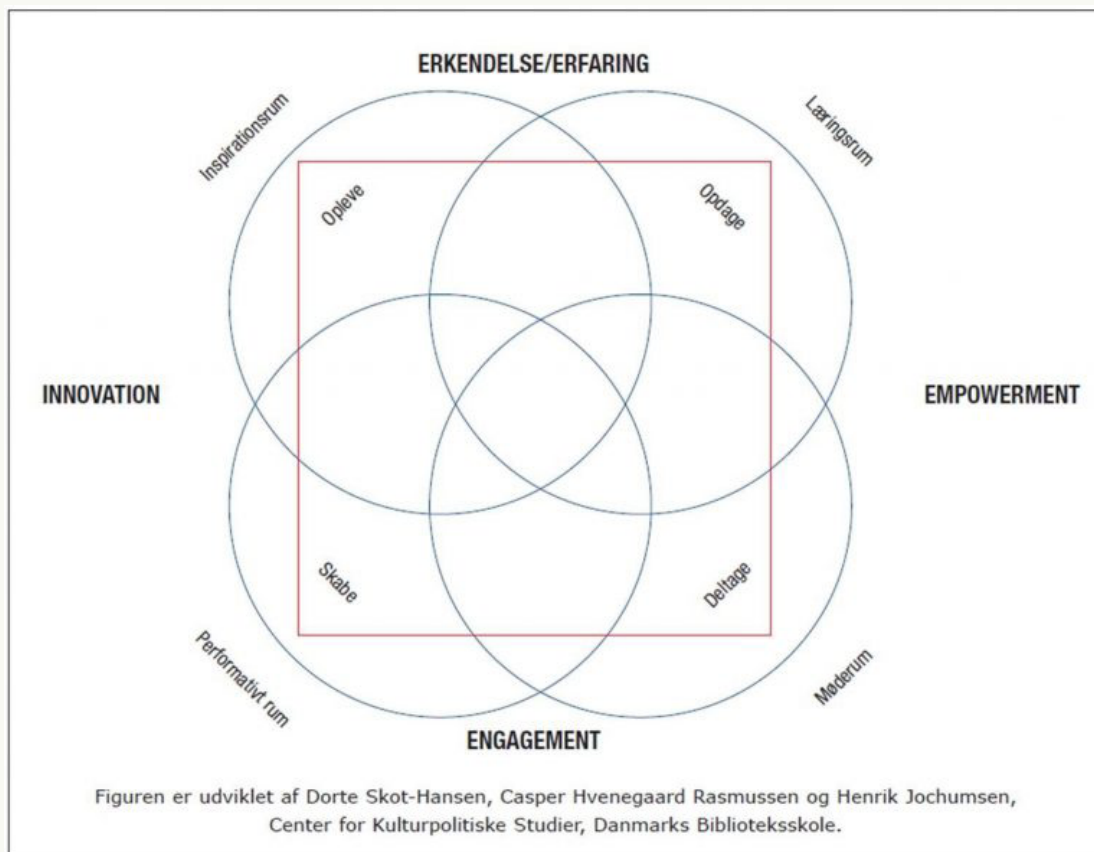 ERKENDELSE/ERFARING
Inspirationsrum
Læringsrum
Opleve
Opdage
INNOVATION
EMPOWERMENT
Skabe
Deltage
Performativt rum
Møderum
ENGAGEMENT
Figuren er udviklet af Dorte Skot-Hansen, Casper Hvenegaard Rasmussen og Henrik Jochumsen,
Center for Kulturpolitiske Studier, Danmarks Biblioteksskole.